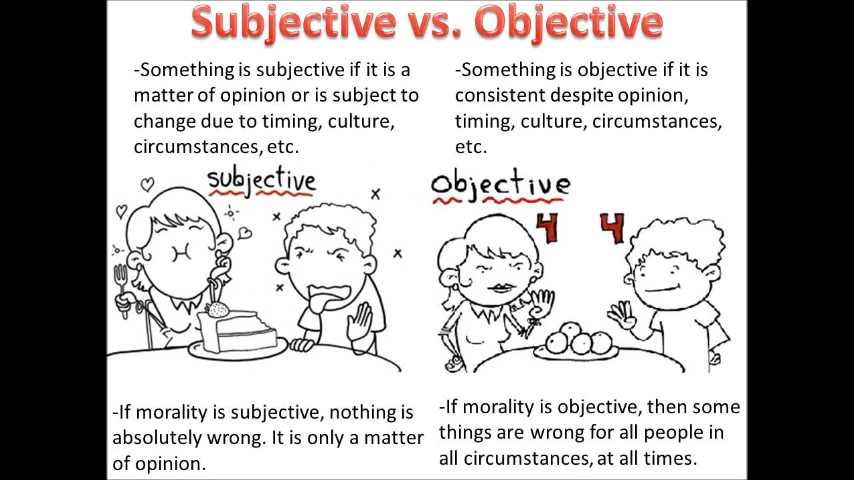 Subjective vs. Objective
-Something is subjective if it is a
matter of opinion or is subject to
change due to timing, culture,
circumstances, etc.
-Something is objective if it is
consistent despite opinion,
timing, culture, circumstances,
etc.
subjective
objective
4 4
-If morality is subjective, nothing is
absolutely wrong. It is only a matter
of opinion.
-If morality is objective, then some
things are wrong for all people in
all circumstances, at all times.